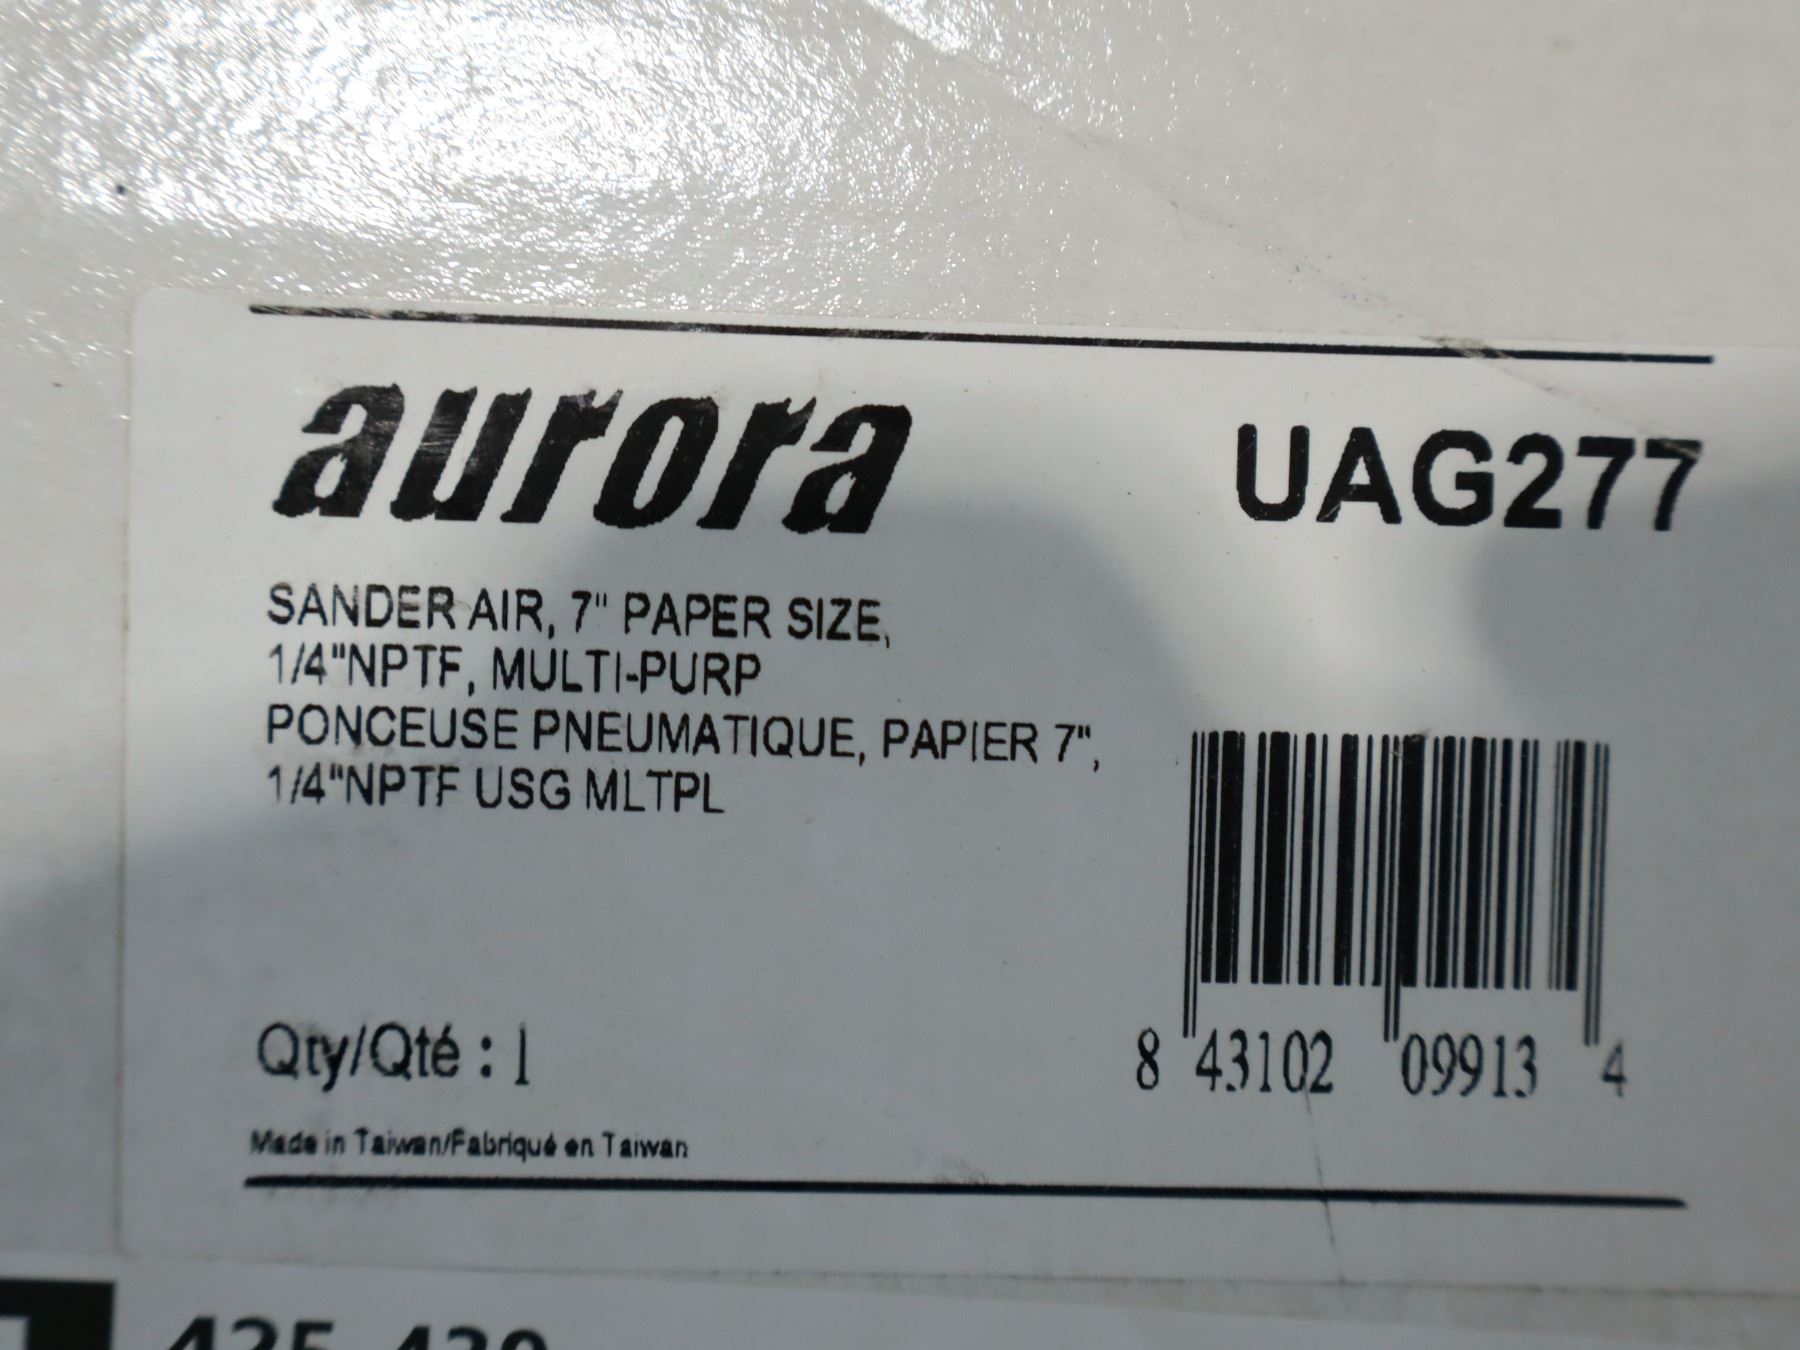 aurora
UAG277
SANDER AIR, 7" PAPER SIZE,
1/4"NPTF, MULTI-PURP
PONCEUSE PNEUMATIQUE, PAPIER 7",
1/4"NPTF USG MLTPL
Qty/Qté : 1
8 43102 09913 4
Made in Taiwan/Fabriqué en Taiwan